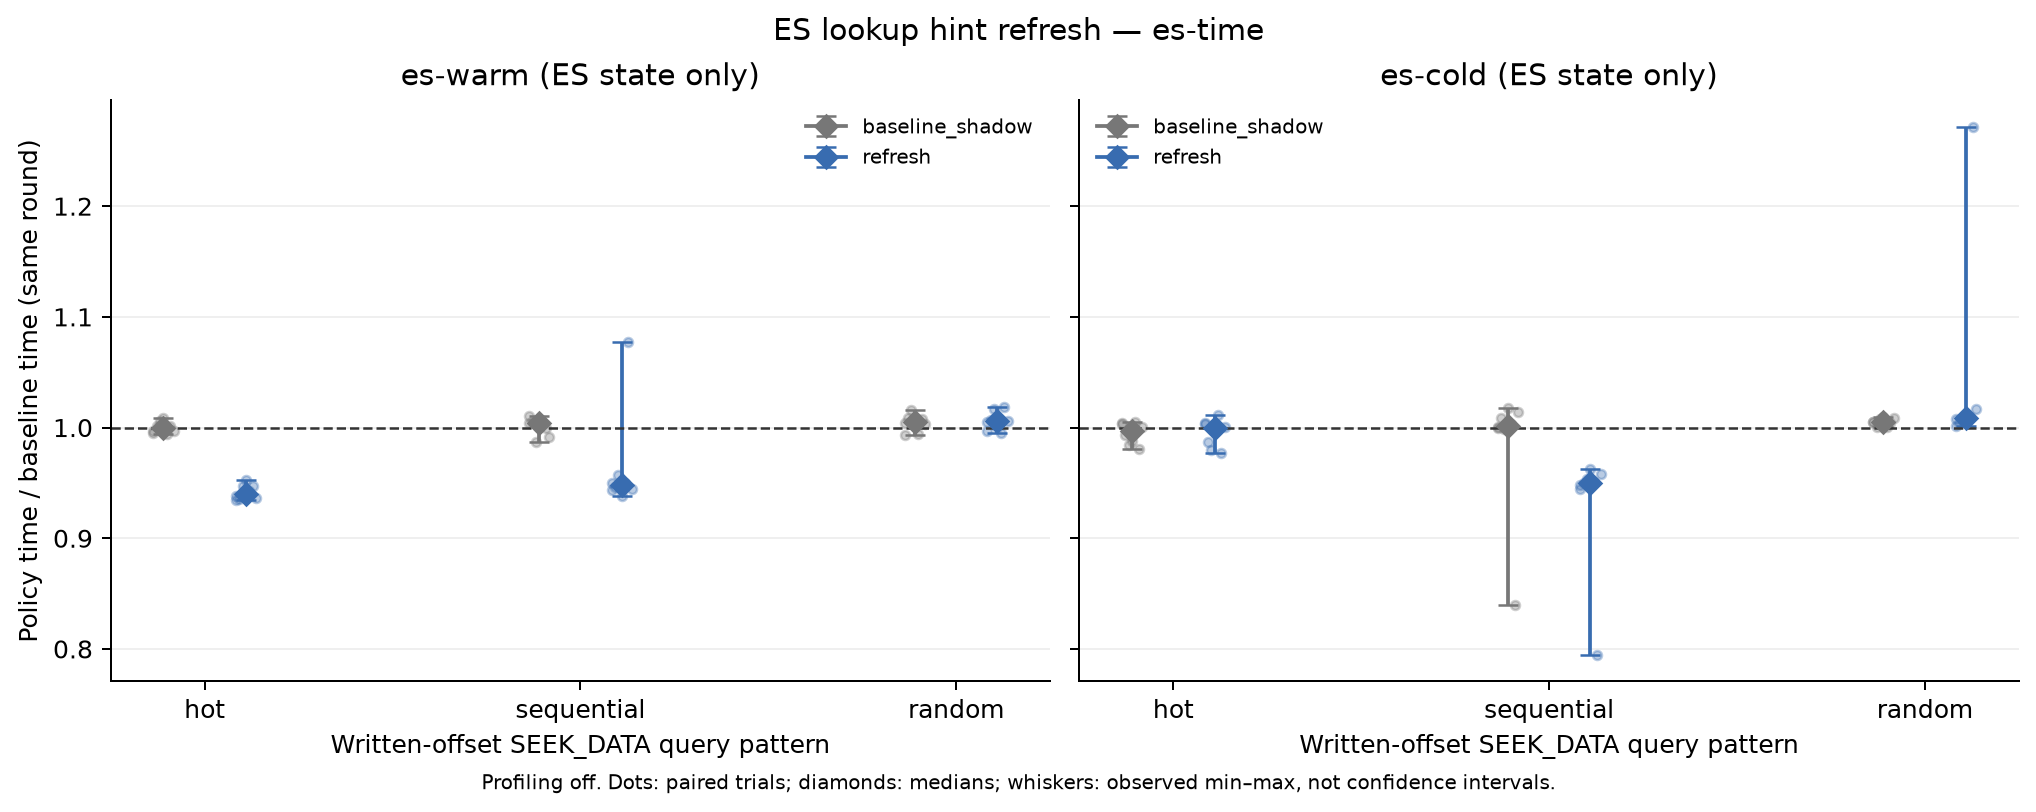 ES lookup hint refresh — es-time
es-warm (ES state only)
baseline_shadow
refresh
Policy time / baseline time (same round)
1.2
1.1
1.0
0.9
0.8
hot
sequential
random
Written-offset SEEK_DATA query pattern
es-cold (ES state only)
baseline_shadow
refresh
hot
sequential
random
Written-offset SEEK_DATA query pattern
Profiling off. Dots: paired trials; diamonds: medians; whiskers: observed min–max, not confidence intervals.